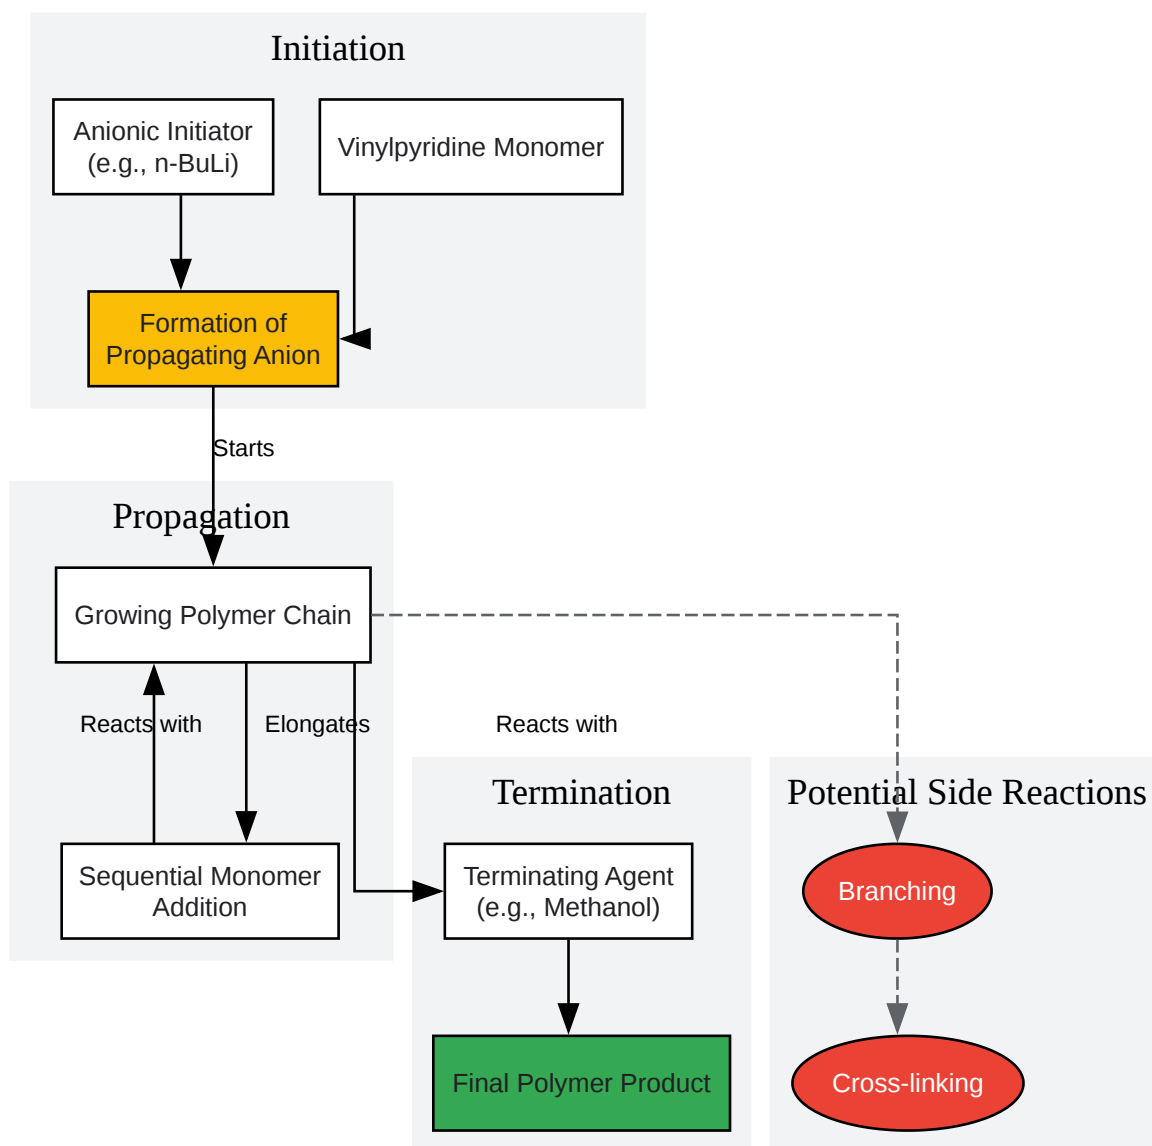 Initiation
Anionic Initiator
(e.g., n-BuLi)
Vinylpyridine Monomer
Formation of
Propagating Anion
Starts
Propagation
Growing Polymer Chain
Reacts with
Elongates
Reacts with
Termination
Potential Side Reactions
Sequential Monomer
Addition
Terminating Agent
(e.g., Methanol)
Branching
Final Polymer Product
Cross-linking